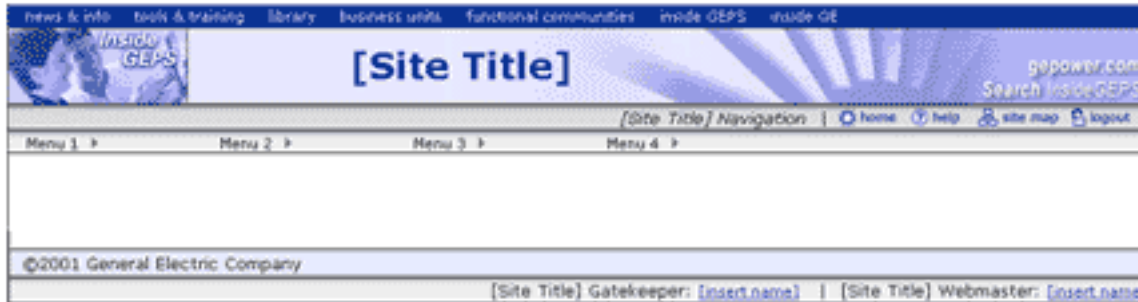 news & info tools & training library business units functional communities inside GEPS inside GE
Inside GEPS
[Site Title]
gepower.com
Search InsideGEPS
[Site Title] Navigation | home help site map logout
Menu 1 Menu 2 Menu 3 Menu 4
©2001 General Electric Company
[Site Title] Gatekeeper: [insert name] | [Site Title] Webmaster: [insert name